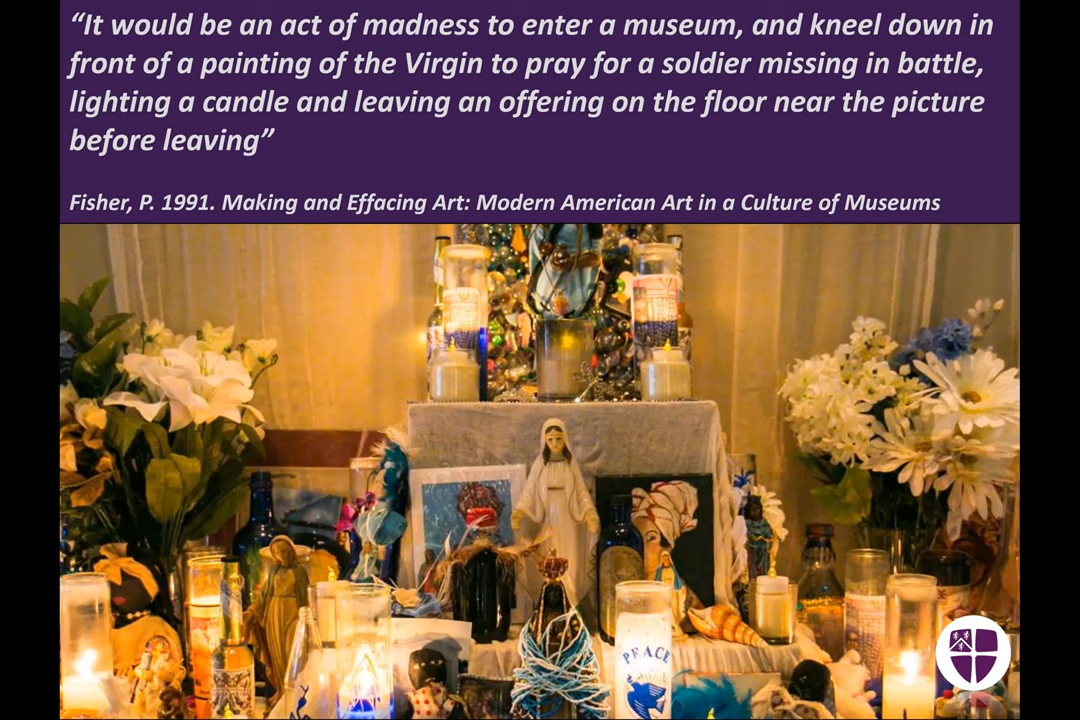 “It would be an act of madness to enter a museum, and kneel down in
front of a painting of the Virgin to pray for a soldier missing in battle,
lighting a candle and leaving an offering on the floor near the picture
before leaving”
Fisher, P. 1991. Making and Effacing Art: Modern American Art in a Culture of Museums
PEACE